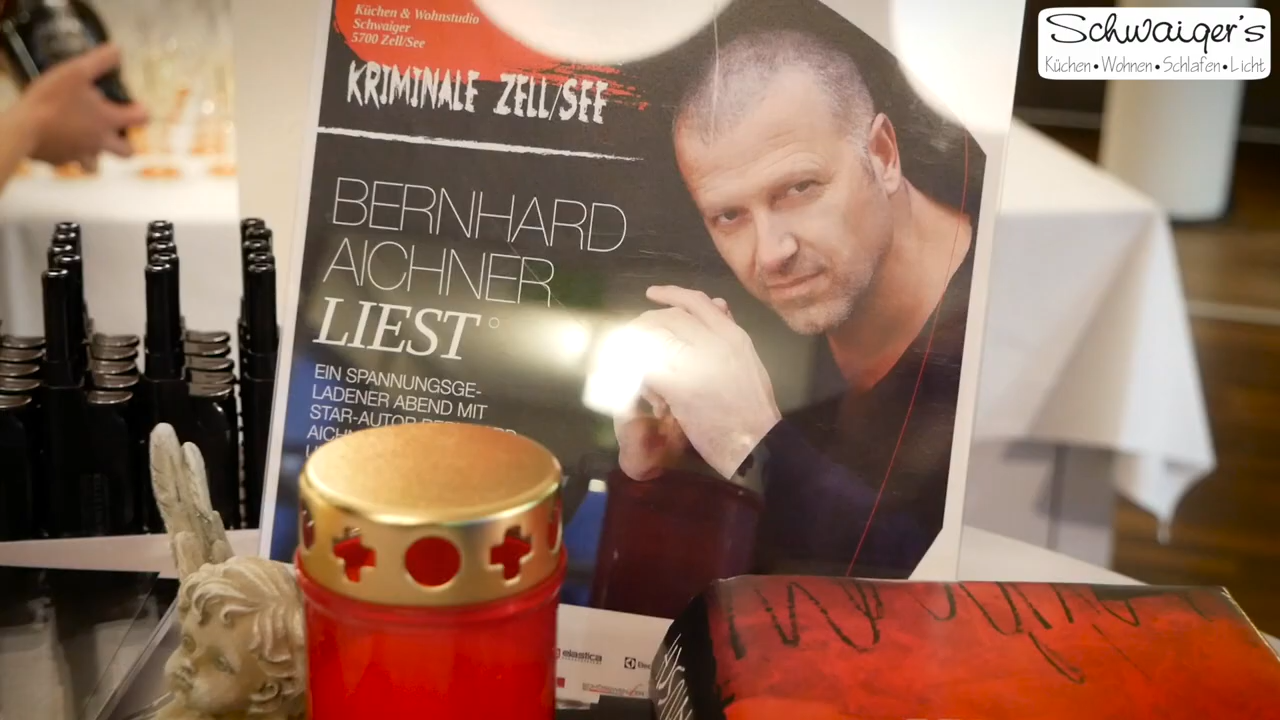 Küchen & Wohnstudio
Schwaiger
5700 Zell/See
KRIMINALE ZELL/SEE
BERNHARD
AICHNER
LIEST
EIN SPANNUNGSGE-
LADENER ABEND MIT
STAR-AUTOR
Schwaiger's
Küchen • Wohnen • Schlafen • Licht
elastica